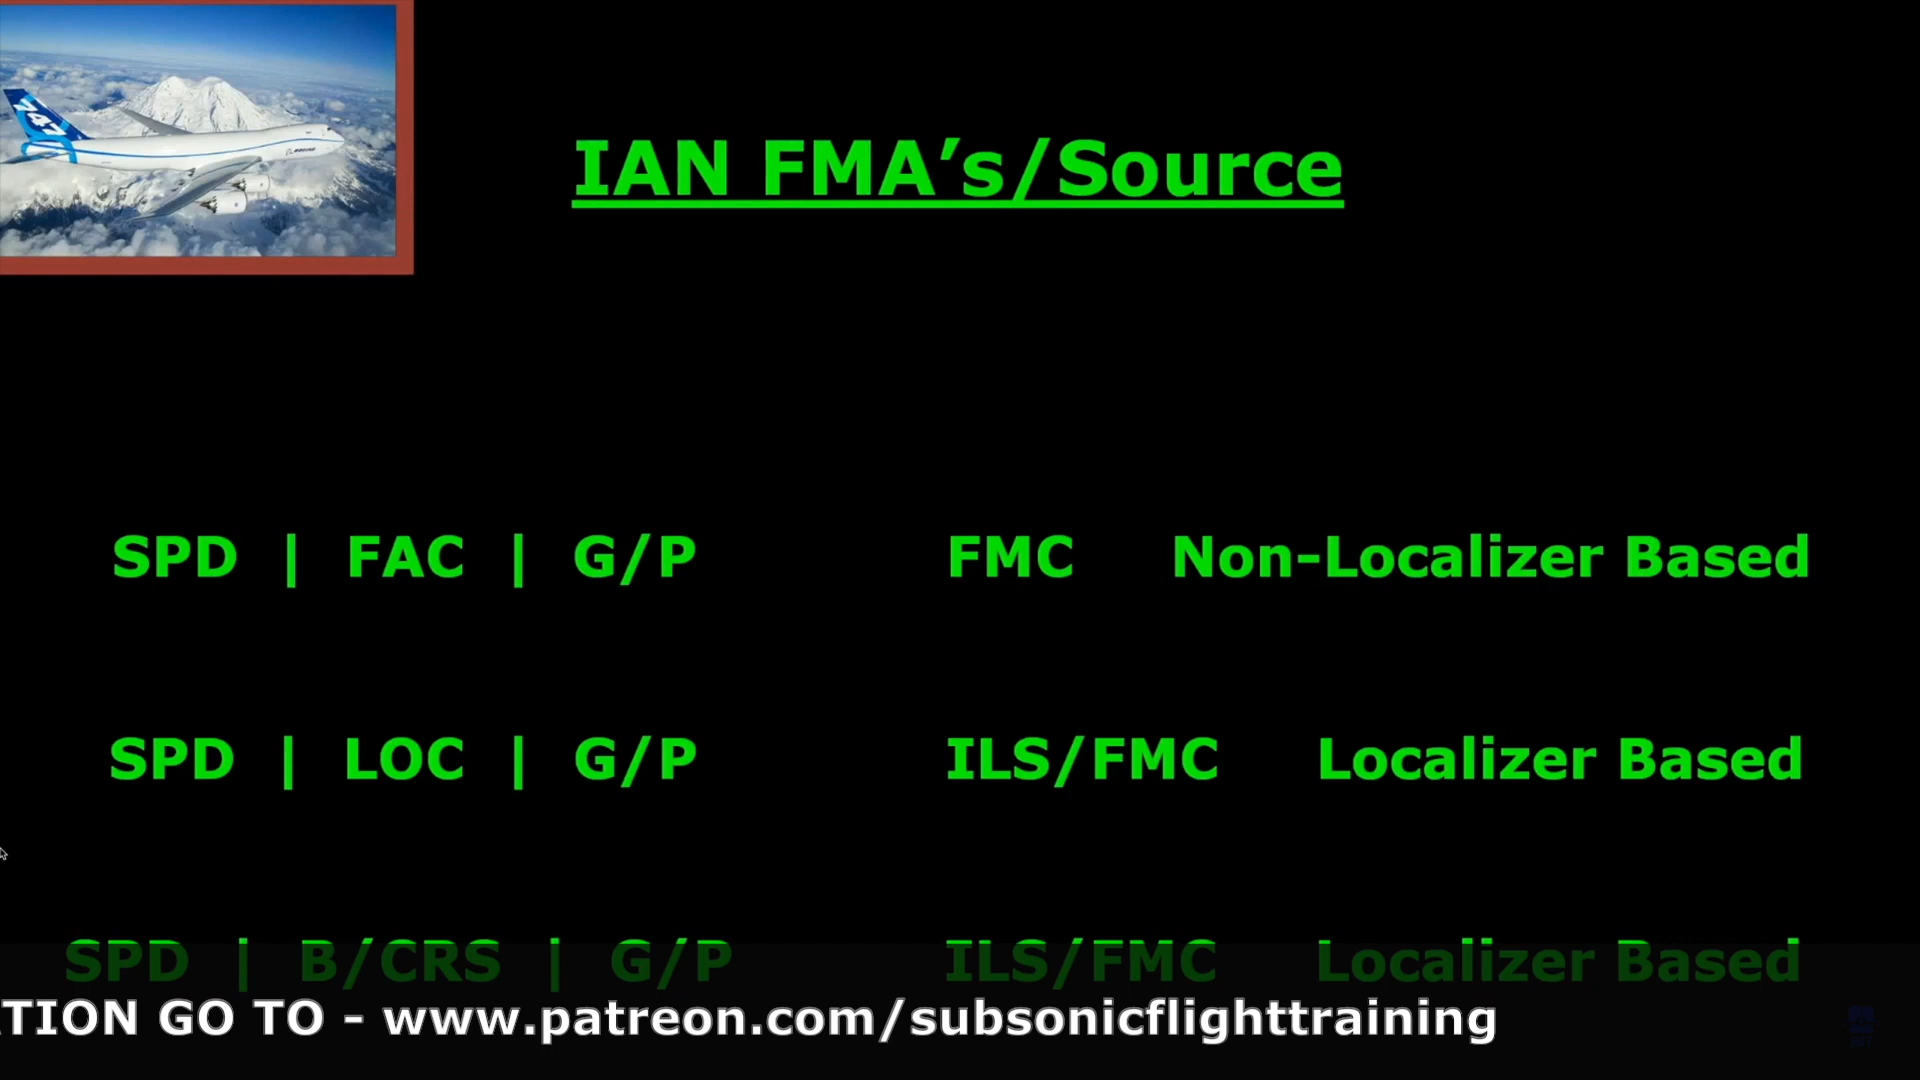 747
IAN FMA’s/Source
SPD | FAC | G/P FMC Non-Localizer Based
SPD | LOC | G/P ILS/FMC Localizer Based
SPD | B/CRS | G/P ILS/FMC Localizer Based
TION GO TO - www.patreon.com/subsonicflighttraining